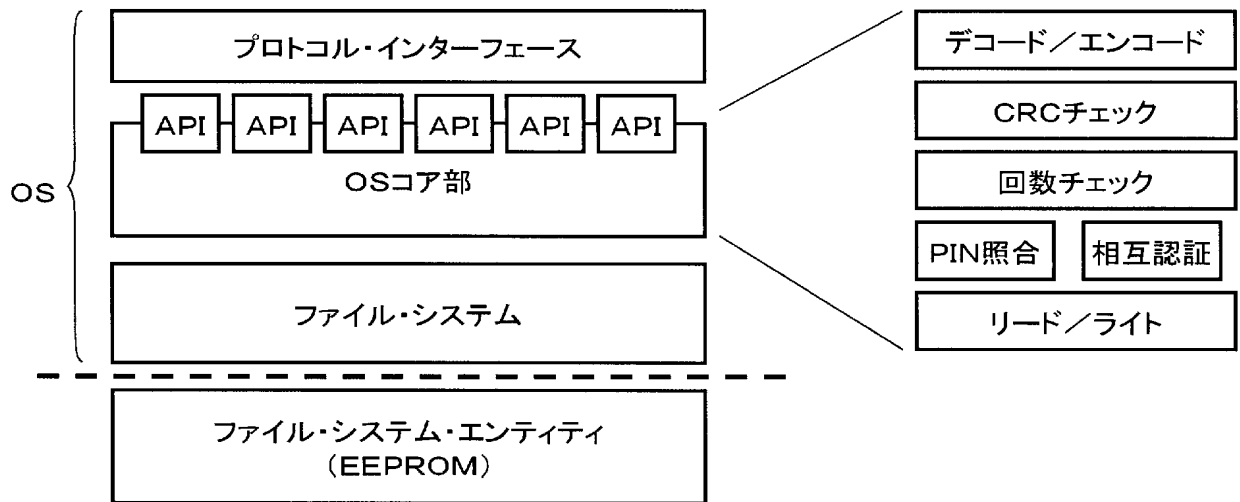 プロトコル・インターフェース
API API API API API API
OSコア部
OS
ファイル・システム
ファイル・システム・エンティティ
(EEPROM)
デコード／エンコード
CRCチェック
回数チェック
PIN照合 相互認証
リード／ライト